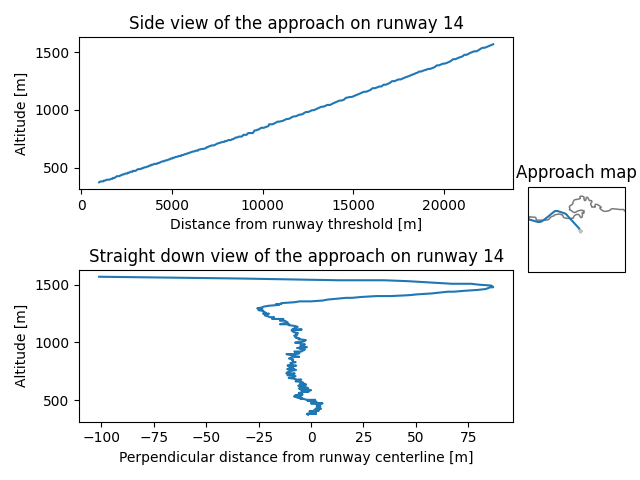 Side view of the approach on runway 14
1500
1000
500
Altitude [m]
0 5000 10000 15000 20000
Distance from runway threshold [m]
Approach map
Straight down view of the approach on runway 14
1500
1000
500
Altitude [m]
−100 −75 −50 −25 0 25 50 75
Perpendicular distance from runway centerline [m]